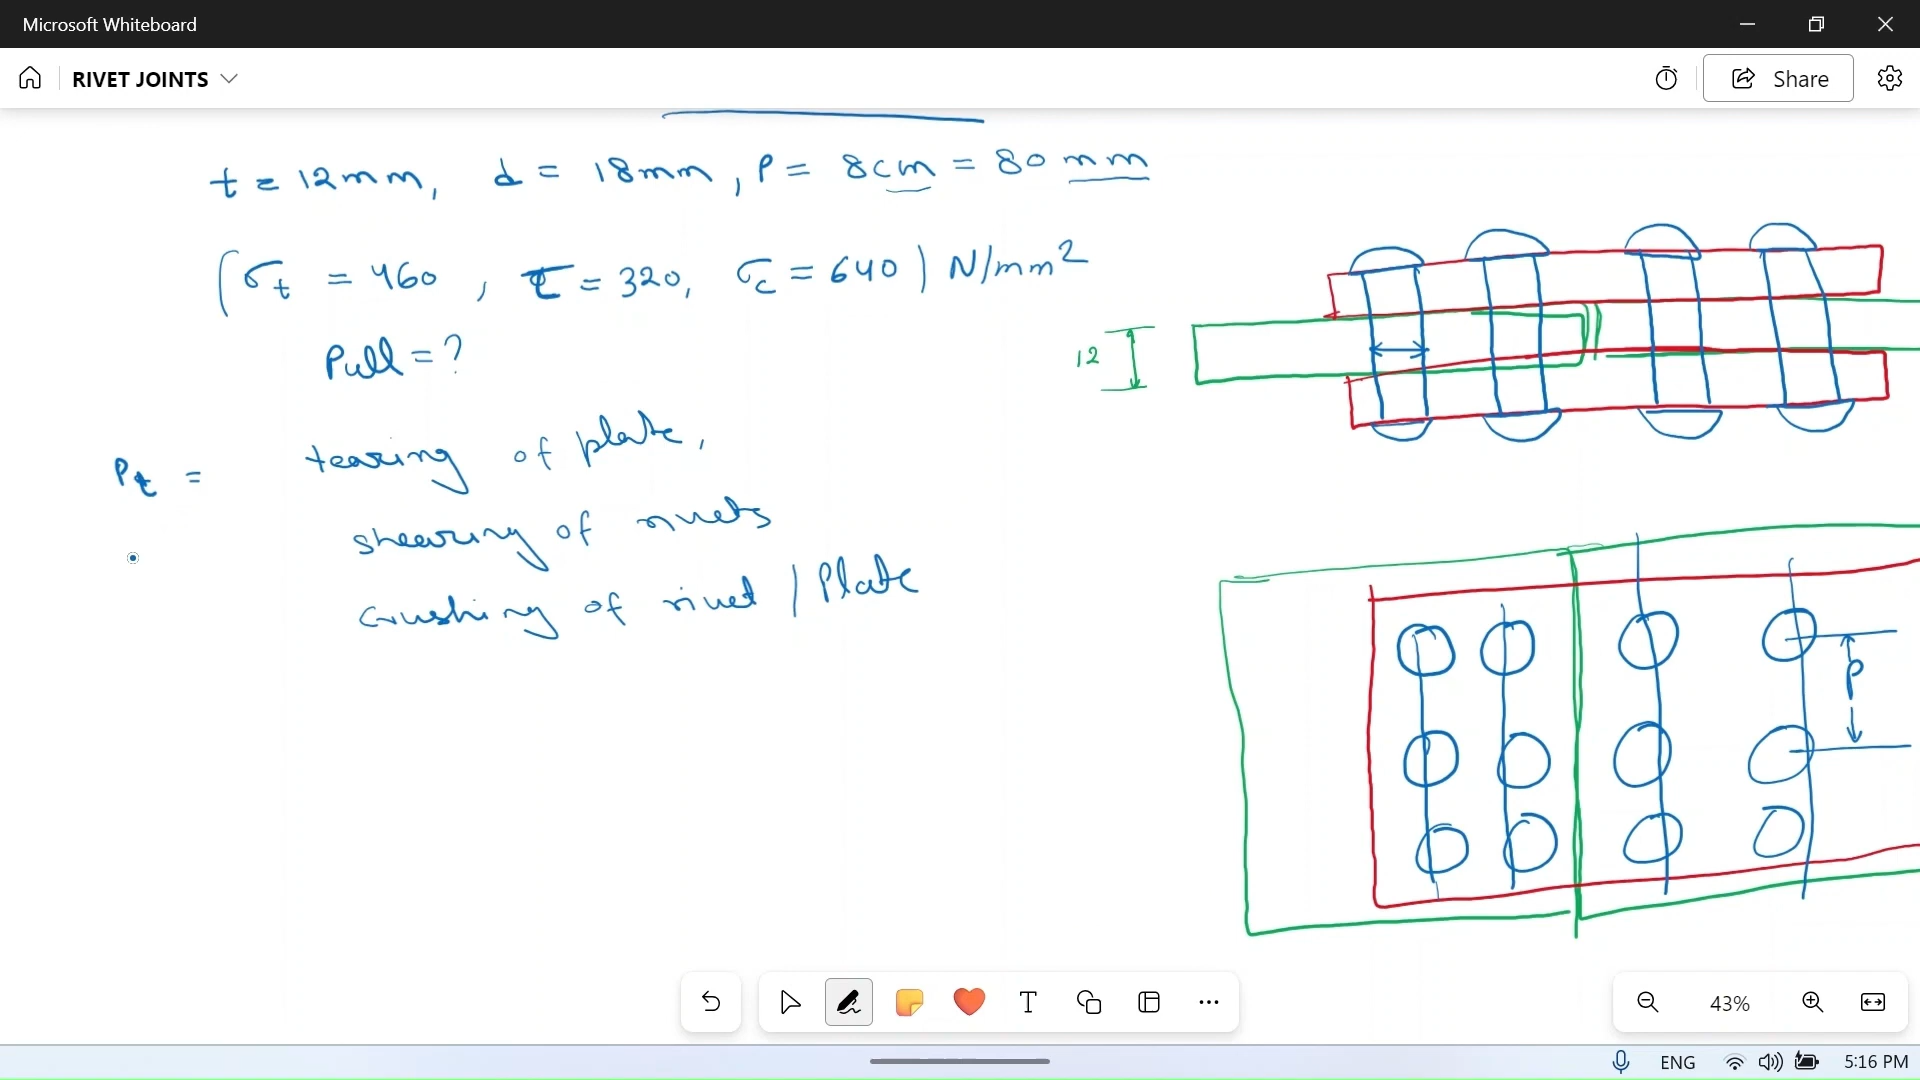 Microsoft Whiteboard
RIVET JOINTS
Share
t = 12mm, d = 18mm, P = 8cm = 80 mm
(σt = 460, τ = 320, σc = 640) N/mm²
Pull = ?
Pt = tearing of plate,
shearing of rivets
crushing of rivet / Plate
12
P
T
43%
ENG
5:16 PM